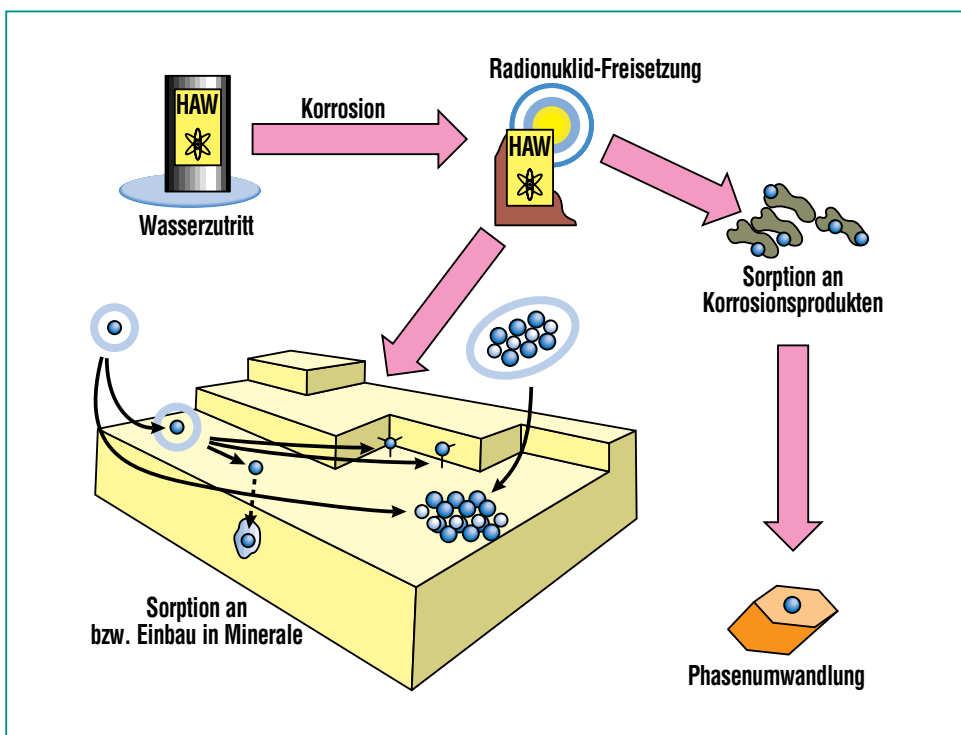 Radionuklid-Freisetzung
Korrosion
HAW
HAW
Wasserzutritt
Sorption an
Korrosionsprodukten
Sorption an
bzw. Einbau in Minerale
Phasenumwandlung